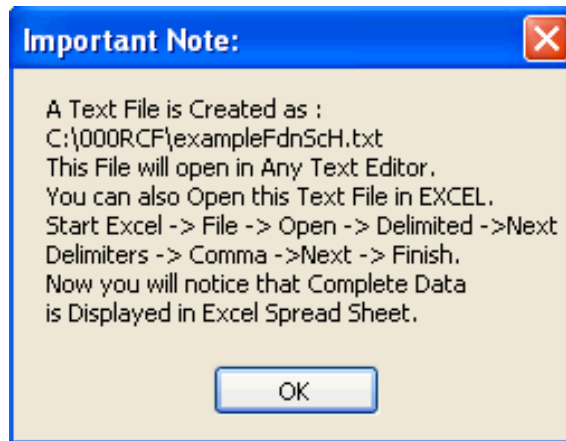 Important Note:
A Text File is Created as :
C:\000RCF\exampleFdnScH.txt
This File will open in Any Text Editor.
You can also Open this Text File in EXCEL.
Start Excel -> File -> Open -> Delimited ->Next
Delimiters -> Comma ->Next -> Finish.
Now you will notice that Complete Data
is Displayed in Excel Spread Sheet.
OK